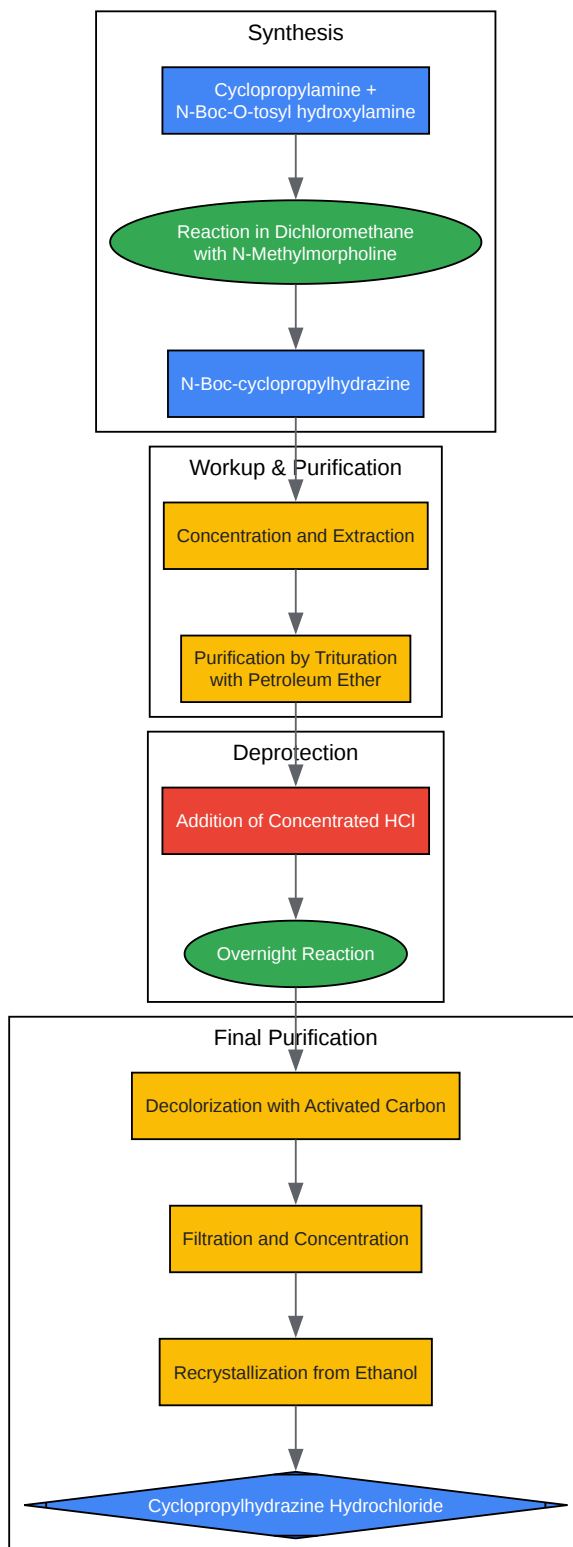 Synthesis
Cyclopropylamine +
N-Boc-O-tosyl hydroxylamine
Reaction in Dichloromethane
with N-Methylmorpholine
N-Boc-cyclopropylhydrazine
Workup & Purification
Concentration and Extraction
Purification by Trituration
with Petroleum Ether
Deprotection
Addition of Concentrated HCl
Overnight Reaction
Final Purification
Decolorization with Activated Carbon
Filtration and Concentration
Recrystallization from Ethanol
Cyclopropylhydrazine Hydrochloride